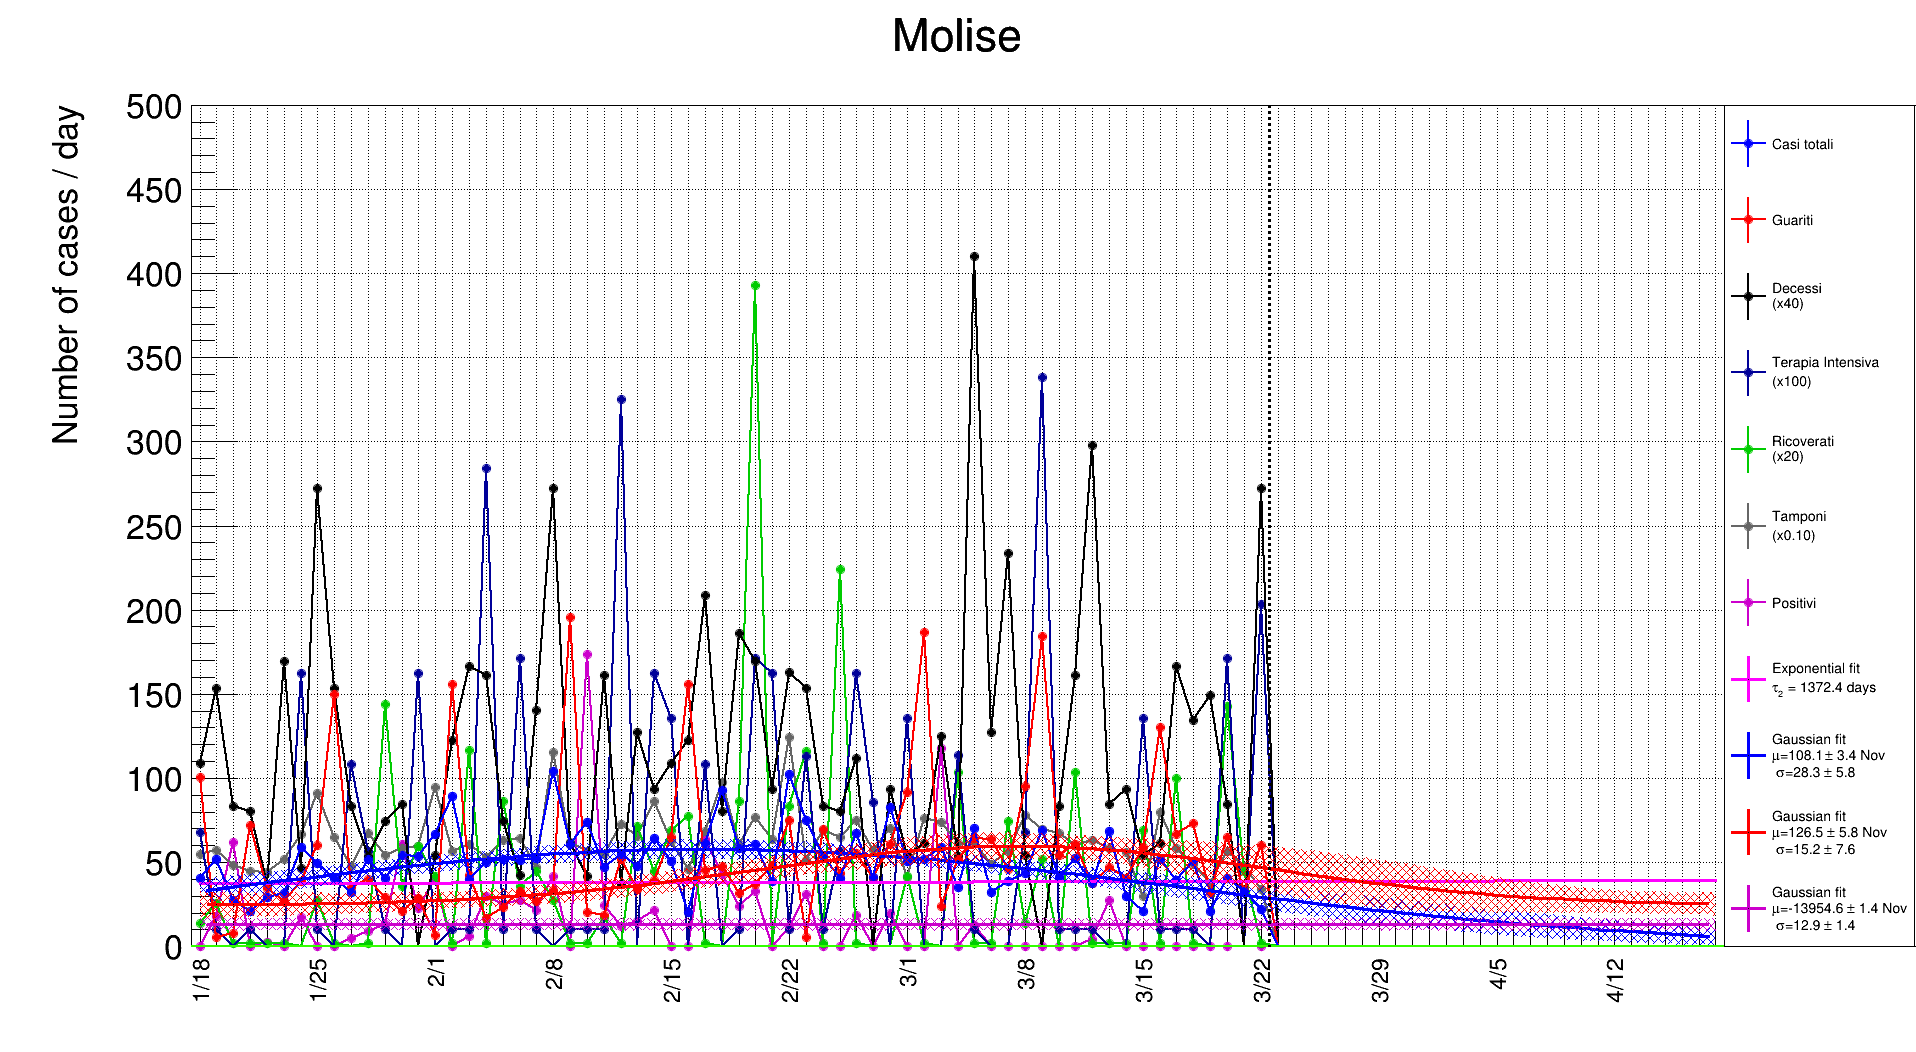 Molise
Number of cases / day
500
450
400
350
300
250
200
150
100
50
0
1/18
1/25
2/1
2/8
2/15
2/22
3/1
3/8
3/15
3/22
3/29
4/5
4/12
Casi totali
Guariti
Decessi
(x40)
Terapia Intensiva
(x100)
Ricoverati
(x20)
Tamponi
(x0.10)
Positivi
Exponential fit
τ2 = 1372.4 days
Gaussian fit
μ=108.1 ± 3.4 Nov
σ=28.3 ± 5.8
Gaussian fit
μ=126.5 ± 5.8 Nov
σ=15.2 ± 7.6
Gaussian fit
μ=-13954.6 ± 1.4 Nov
σ=12.9 ± 1.4